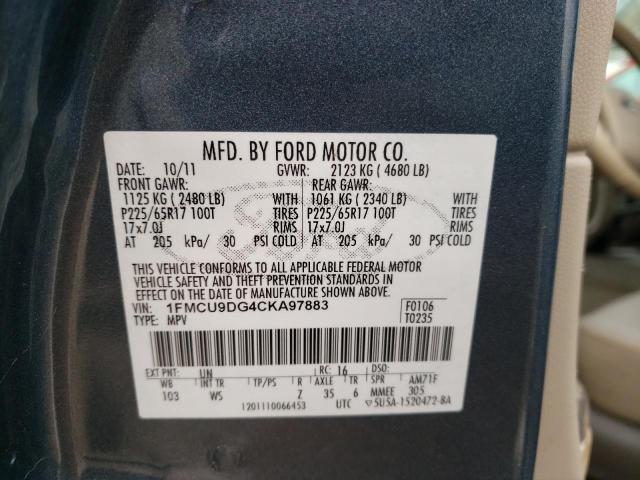 MFD. BY FORD MOTOR CO.
DATE: 10/11 GVWR: 2123 KG ( 4680 LB)
FRONT GAWR: REAR GAWR:
1125 KG ( 2480 LB) WITH 1061 KG ( 2340 LB) WITH
P225/65R17 100T TIRES P225/65R17 100T TIRES
17x7.0J RIMS 17x7.0J RIMS
AT 205 kPa/ 30 PSI COLD AT 205 kPa/ 30 PSI COLD
THIS VEHICLE CONFORMS TO ALL APPLICABLE FEDERAL MOTOR
VEHICLE SAFETY AND THEFT PREVENTION STANDARDS IN
EFFECT ON THE DATE OF MANUFACTURE SHOWN ABOVE.
VIN: 1FMCU9DG4CKA97883 F0106
TYPE: MPV T0235
EXT PNT: UN RC: 16 DSO:
WB INT TR TP/PS R AXLE TR SPR AM71F
103 WS Z 35 6 MMEE 305
1201110066453 UTC 5U5A-1520472-BA
Ford